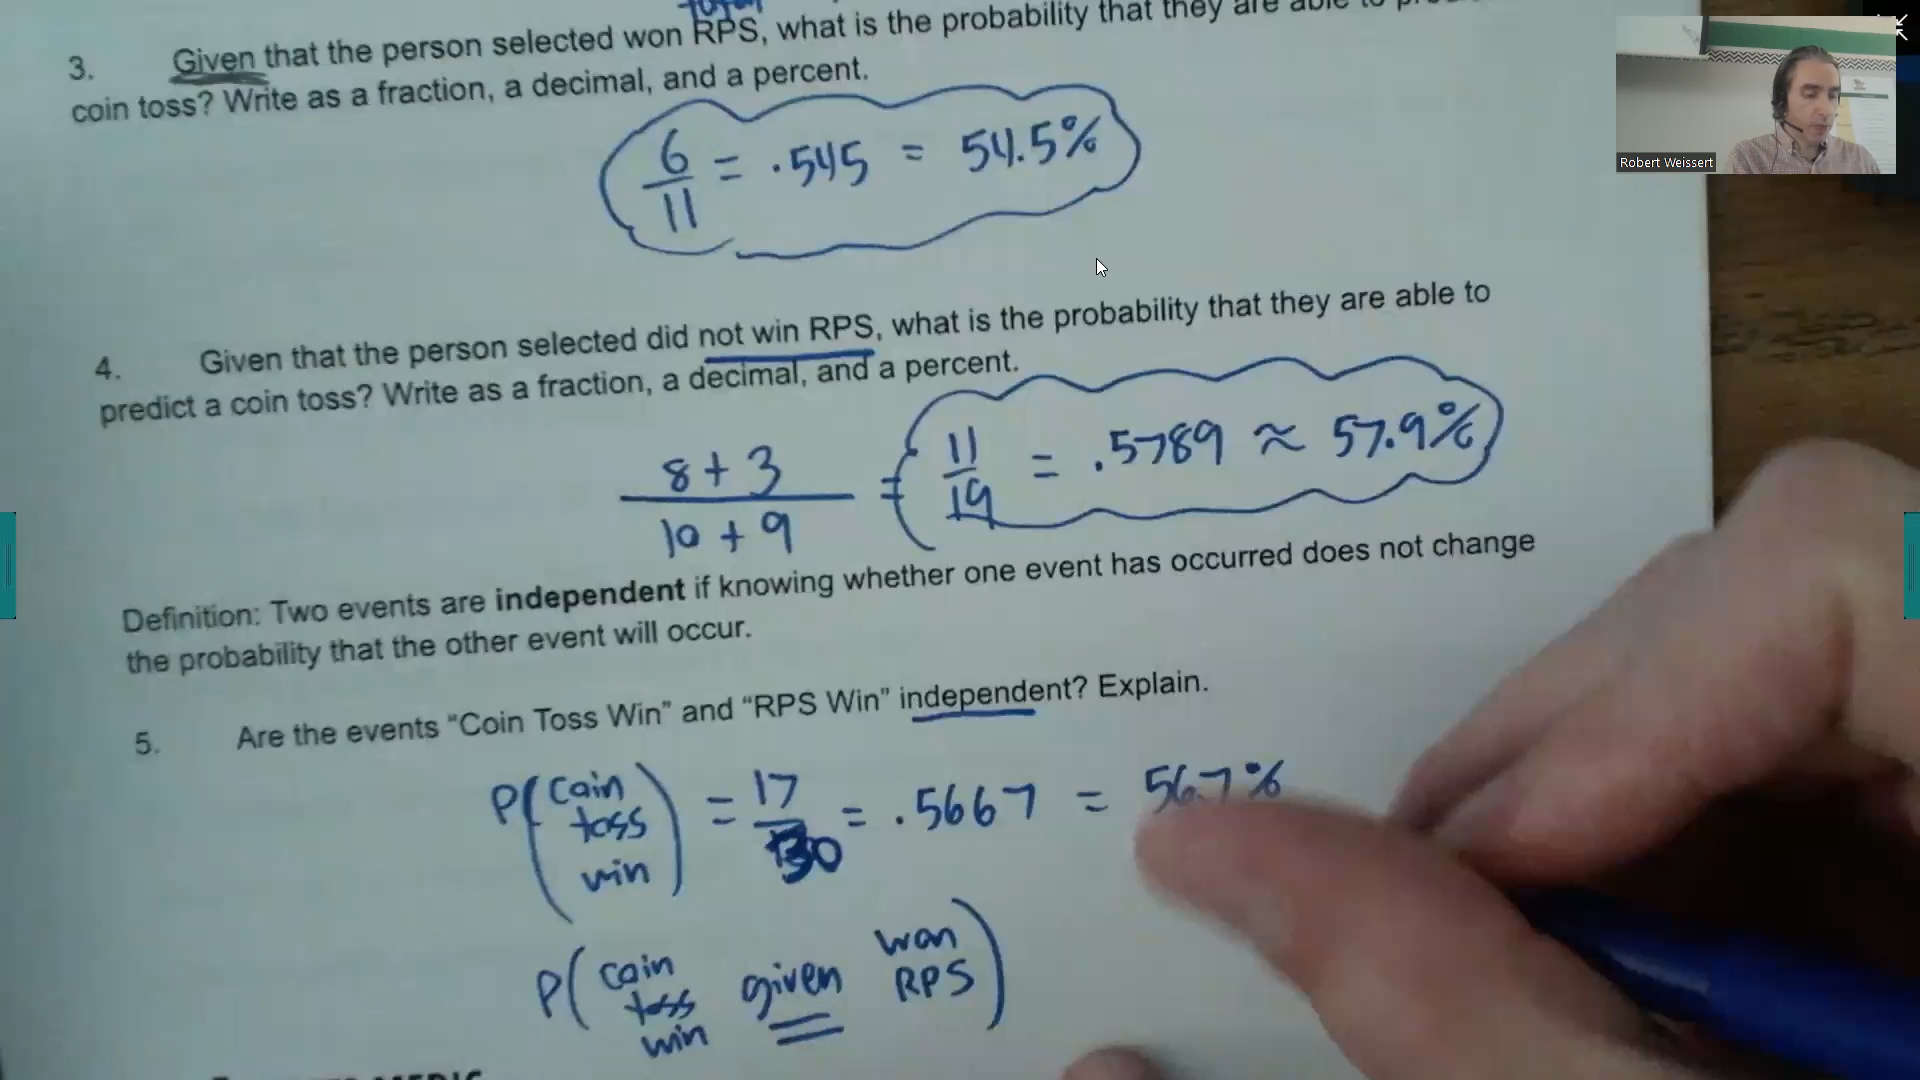 3. Given that the person selected won RPS, what is the probability that they are able to
coin toss? Write as a fraction, a decimal, and a percent.
6/11 = .545 = 54.5%
4. Given that the person selected did not win RPS, what is the probability that they are able to
predict a coin toss? Write as a fraction, a decimal, and a percent.
8 + 3 / 10 + 9 = 11/19 = .5789 ≈ 57.9%
Definition: Two events are independent if knowing whether one event has occurred does not change
the probability that the other event will occur.
5. Are the events “Coin Toss Win” and “RPS Win” independent? Explain.
P(coin toss win) = 17/30 = .5667 = 56.7%
P(coin toss win given won RPS)
Robert Weissert